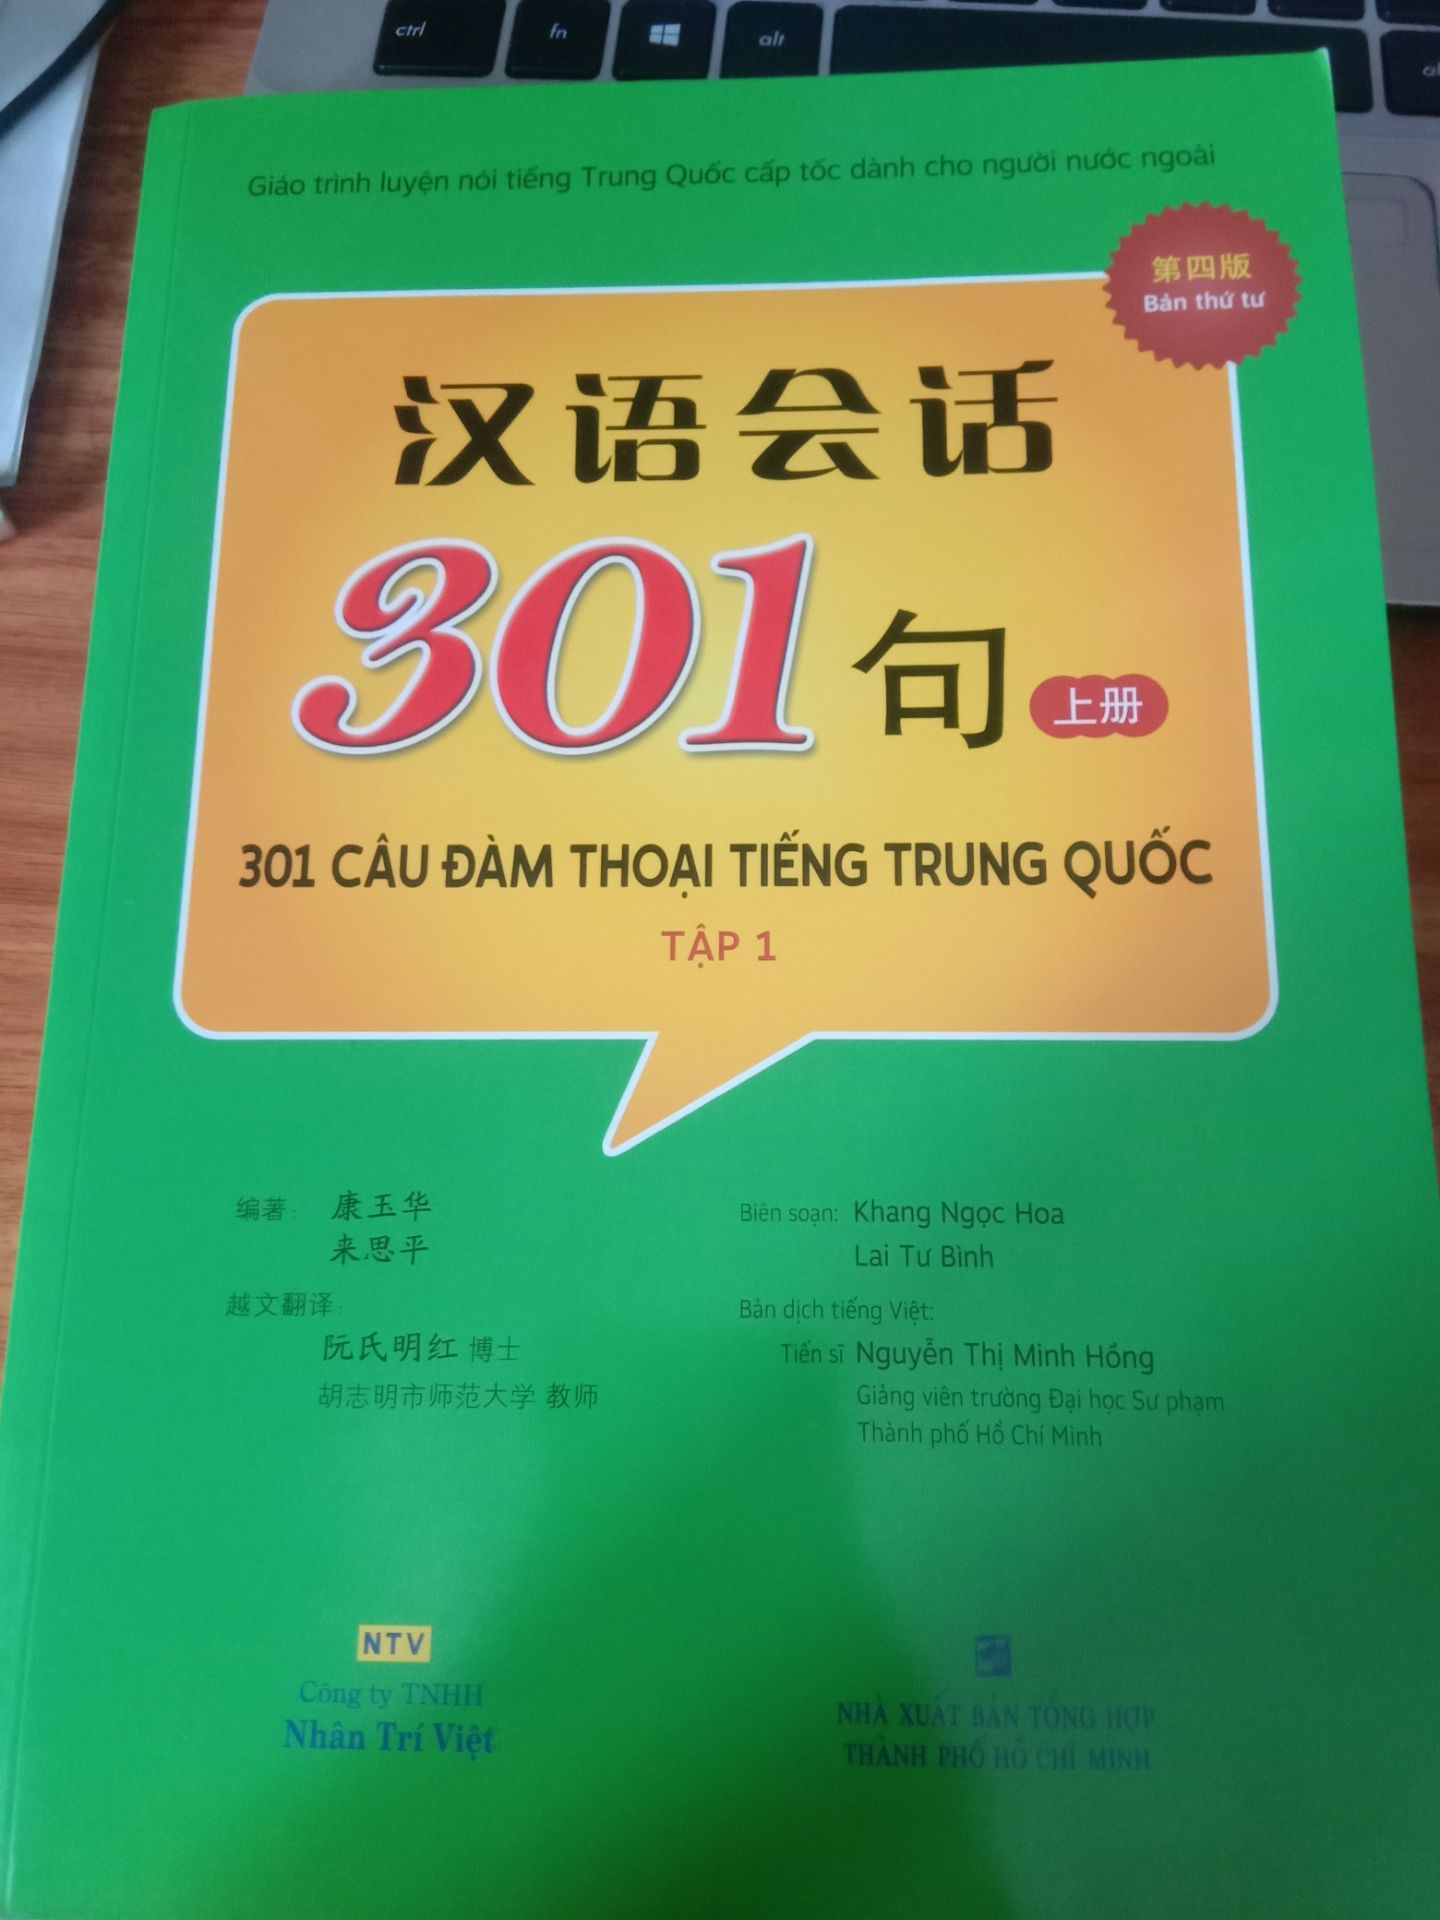 ctrl
fn
alt
Giáo trình luyện nói tiếng Trung Quốc cấp tốc dành cho người nước ngoài
第四版
Bản thứ tư
汉语会话
301句
上册
301 CÂU ĐÀM THOẠI TIẾNG TRUNG QUỐC
TẬP 1
编著: 康玉华
来思平
越文翻译:
阮氏明红 博士
胡志明市师范大学 教师
Biên soạn: Khang Ngọc Hoa
Lai Tư Bình
Bản dịch tiếng Việt:
Tiến sĩ Nguyễn Thị Minh Hồng
Giảng viên trường Đại học Sư phạm
Thành phố Hồ Chí Minh
NTV
Công ty TNHH
Nhân Trí Việt
NHÀ XUẤT BẢN TỔNG HỢP
THÀNH PHỐ HỒ CHÍ MINH